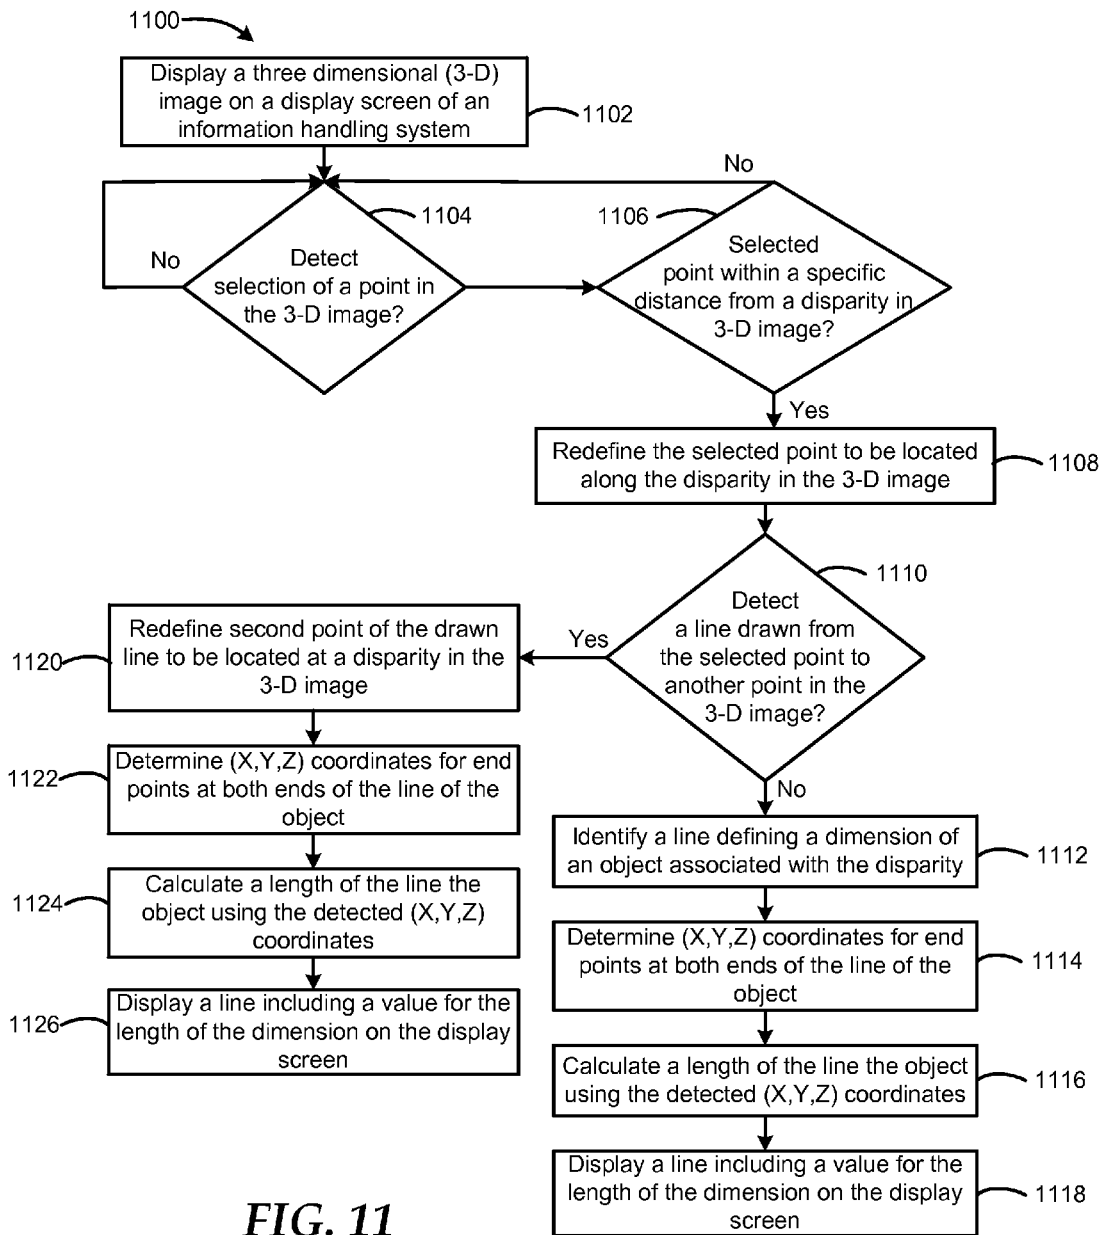 1100
Display a three dimensional (3-D)
image on a display screen of an
information handling system
1102
No
1104
1106
Detect
selection of a point in
the 3-D image?
No
Selected
point within a specific
distance from a disparity in
3-D image?
Yes
Redefine the selected point to be located
along the disparity in the 3-D image
1108
1110
Detect
a line drawn from
the selected point to
another point in the
3-D image?
Yes
No
Redefine second point of the drawn
line to be located at a disparity in the
3-D image
1120
Determine (X,Y,Z) coordinates for end
points at both ends of the line of the
object
1122
Calculate a length of the line the
object using the detected (X,Y,Z)
coordinates
1124
Display a line including a value for the
length of the dimension on the display
screen
1126
Identify a line defining a dimension of
an object associated with the disparity
1112
Determine (X,Y,Z) coordinates for end
points at both ends of the line of the
object
1114
Calculate a length of the line the object
using the detected (X,Y,Z) coordinates
1116
Display a line including a value for the
length of the dimension on the display
screen
1118
FIG. 11